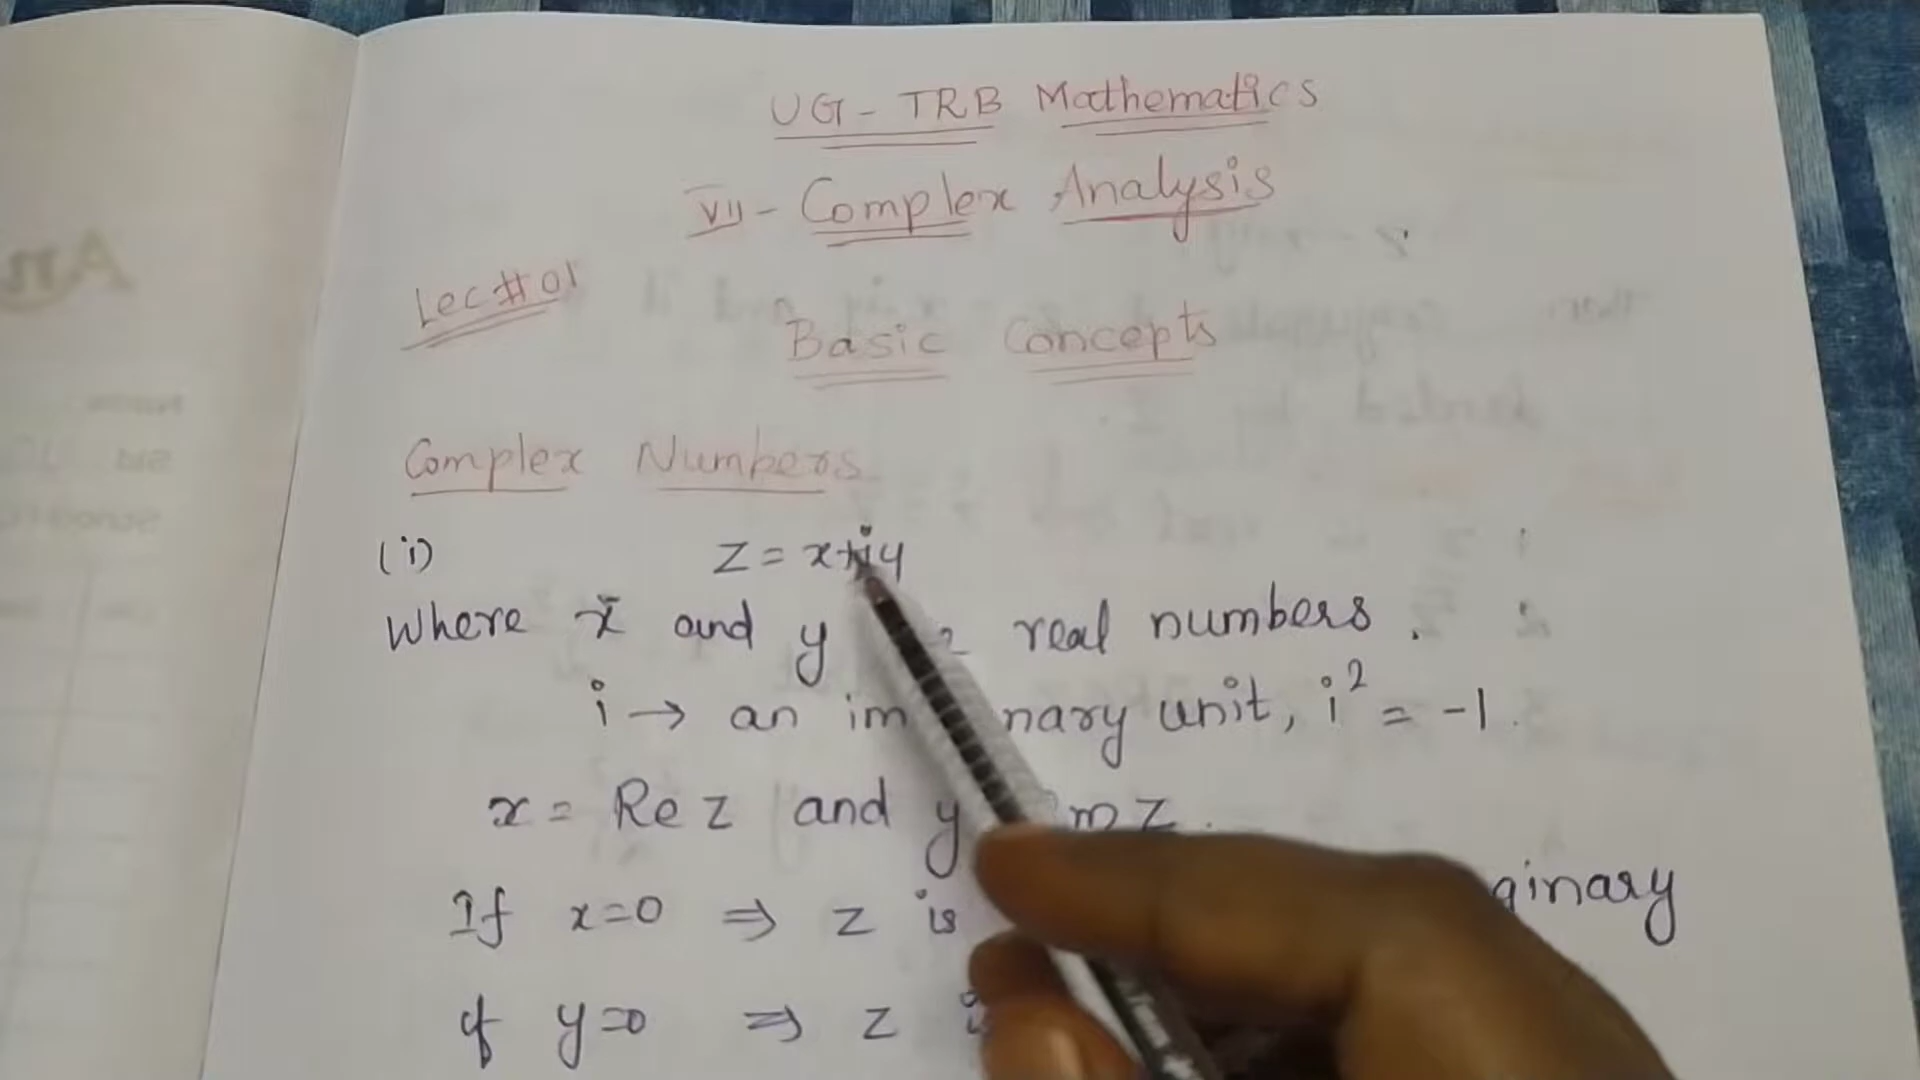 UG - TRB Mathematics
VII - Complex Analysis
Lec # 01
Basic Concepts
Complex Numbers
(i) z = x+iy
Where x and y real numbers.
i → an im nary unit, i² = -1.
x = Re z and y m z.
If x=0 ⇒ z is ginary
if y=0 ⇒ z